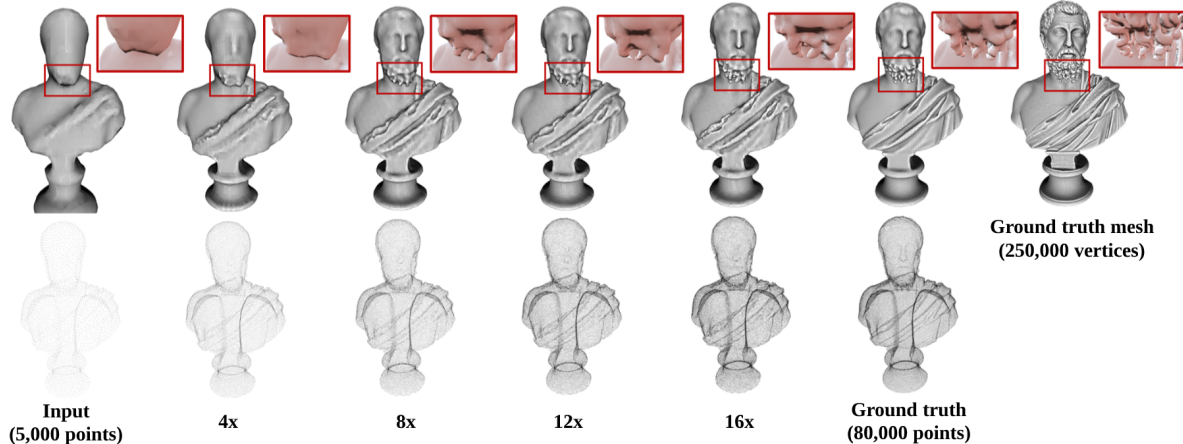 Ground truth mesh
(250,000 vertices)
Input
(5,000 points)
4x
8x
12x
16x
Ground truth
(80,000 points)